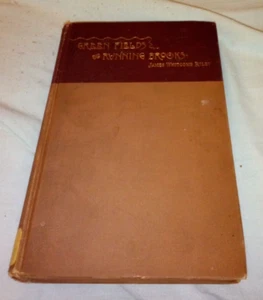 GREEN FIELDS
AND RUNNING BROOKS
JAMES WHITCOMB RILEY